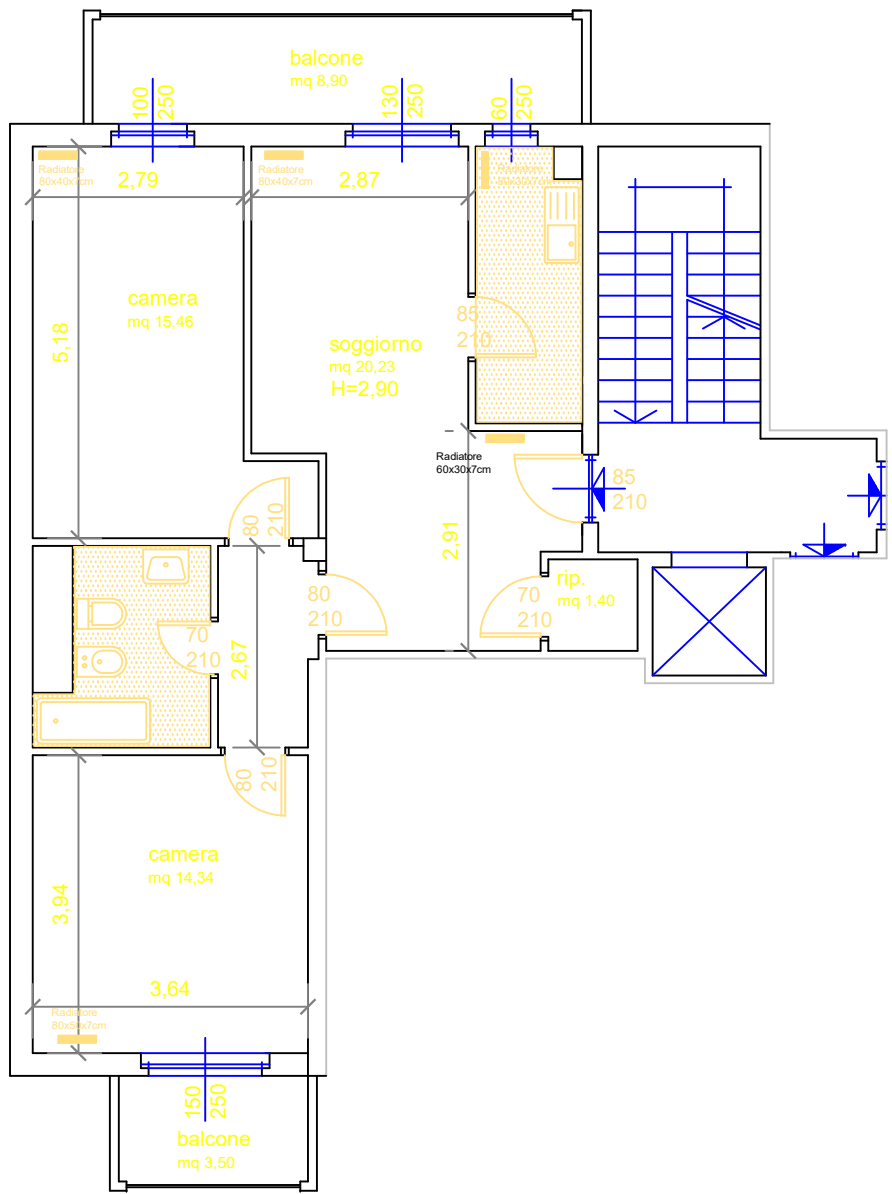 balcone
mq 8,90
100
250
130
250
60
250
Radiatore
80x40x7cm
Radiatore
80x40x7cm
Radiatore
2,79
2,87
camera
mq 15,46
5,18
soggiorno
mq 20,23
H=2,90
85
210
Radiatore
60x30x7cm
85
210
80
210
2,91
rip.
mq 1,40
80
210
70
210
70
210
2,67
80
210
camera
mq 14,34
3,94
3,64
Radiatore
80x50x7cm
150
250
balcone
mq 3,50